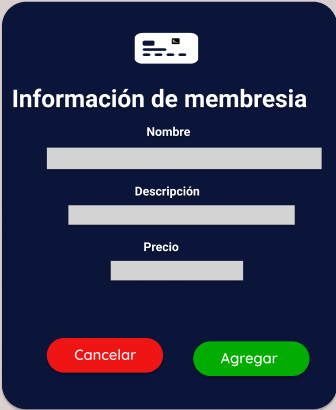 Información de membresia
Nombre
Descripción
Precio
Cancelar
Agregar